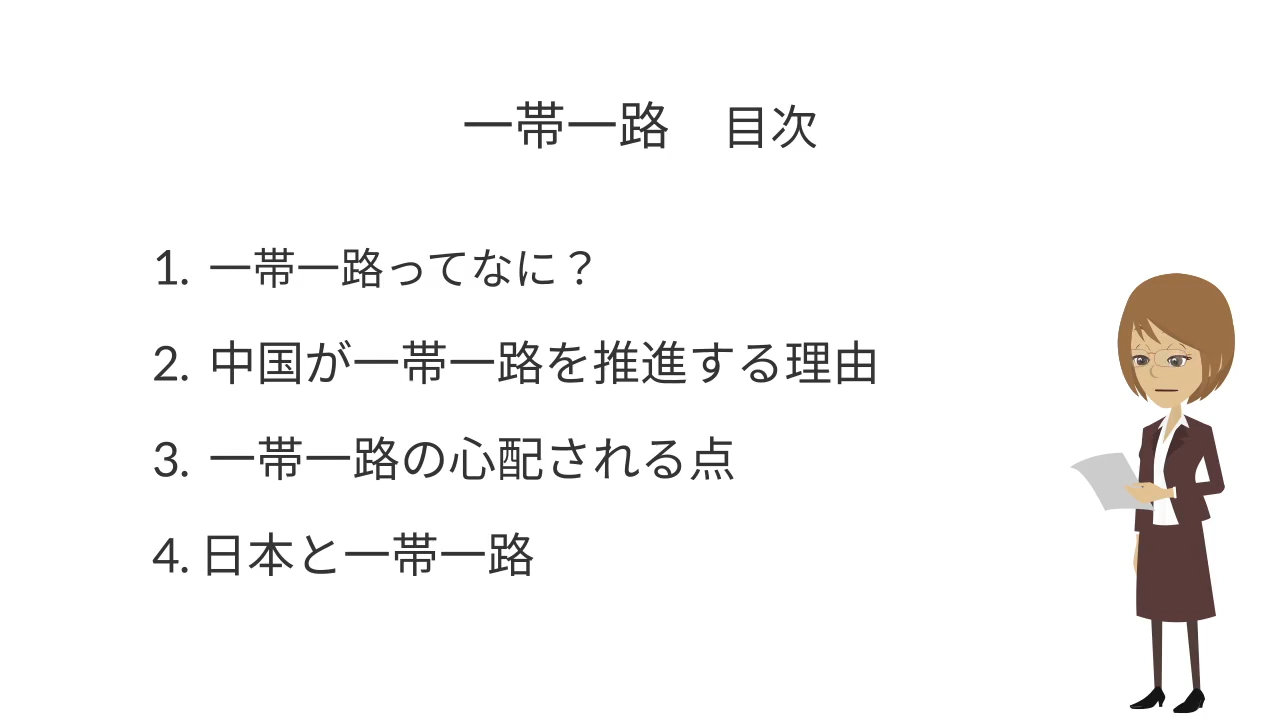 一帯一路　目次
1. 一帯一路ってなに？
2. 中国が一帯一路を推進する理由
3. 一帯一路の心配される点
4. 日本と一帯一路